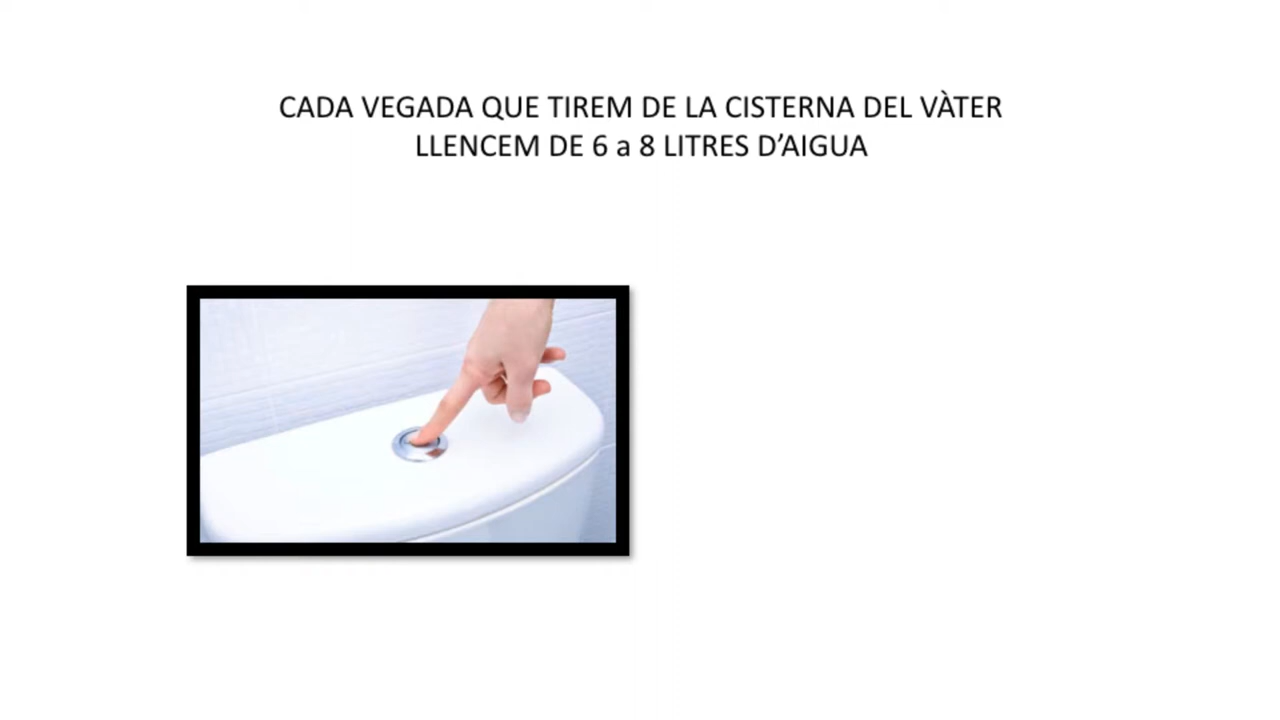 CADA VEGADA QUE TIREM DE LA CISTERNA DEL VÀTER
LLENCEM DE 6 a 8 LITRES D’AIGUA